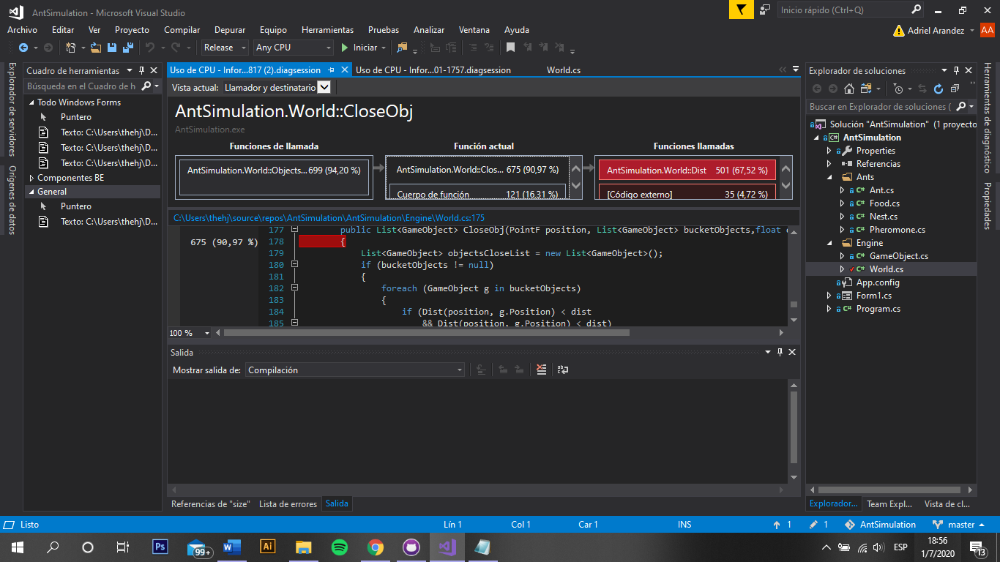 AntSimulation - Microsoft Visual Studio
Inicio rápido (Ctrl+Q)
Archivo Editar Ver Proyecto Compilar Depurar Equipo Herramientas Pruebas Analizar Ventana Ayuda
Adriel Arandez AA
Release Any CPU Iniciar
Explorador de servidores
Orígenes de datos
Cuadro de herramientas
Búsqueda en el Cuadro de h
Todo Windows Forms
Puntero
Texto: C:\Users\thehj\D...
Texto: C:\Users\thehj\D...
Texto: C:\Users\thehj\D...
Componentes BE
General
Puntero
Texto: C:\Users\thehj\D...
Uso de CPU - Infor...817 (2).diagsession
Uso de CPU - Infor...01-1757.diagsession
World.cs
Vista actual: Llamador y destinatario
AntSimulation.World::CloseObj
AntSimulation.exe
Funciones de llamada
Función actual
Funciones llamadas
AntSimulation.World::Objects... 699 (94,20 %)
AntSimulation.World::Clos... 675 (90,97 %)
Cuerpo de función 121 (16,31 %)
AntSimulation.World::Dist 501 (67,52 %)
[Código externo] 35 (4,72 %)
C:\Users\thehj\source\repos\AntSimulation\AntSimulation\Engine\World.cs:175
177 public List<GameObject> CloseObj(PointF position, List<GameObject> bucketObjects,float
675 (90,97 %) 178 {
179 List<GameObject> objectsCloseList = new List<GameObject>();
180 if (bucketObjects != null)
181 {
182 foreach (GameObject g in bucketObjects)
183 {
184 if (Dist(position, g.Position) < dist
185 && Dist(position, g.Position) < dist)
100 %
Salida
Mostrar salida de: Compilación
Referencias de "size" Lista de errores Salida
Explorador de soluciones
Buscar en Explorador de soluciones (
Solución "AntSimulation" (1 proyecto
AntSimulation
Properties
Referencias
Ants
Ant.cs
Food.cs
Nest.cs
Pheromone.cs
Engine
GameObject.cs
World.cs
App.config
Form1.cs
Program.cs
Explorador... Team Expl... Vista de cl...
Herramientas de diagnóstico
Propiedades
Listo Lín 1 Col 1 Car 1 INS 1 1 AntSimulation master
Ps 99+ Ai
ESP
18:56
1/7/2020
13